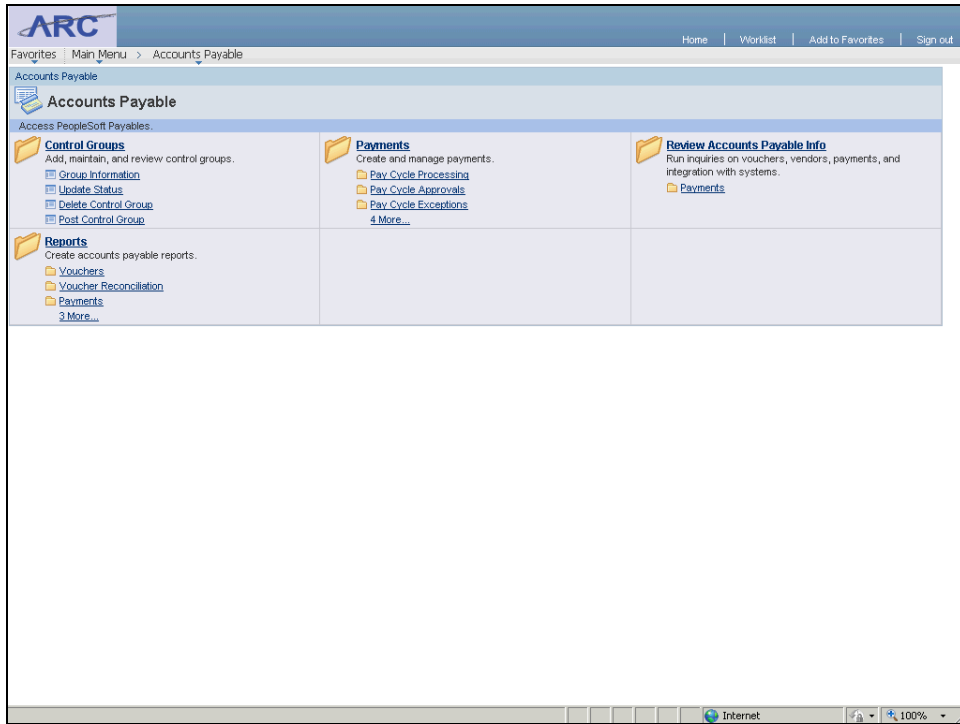 ARC
Home | Worklist | Add to Favorites | Sign out
Favorites Main Menu > Accounts Payable
Accounts Payable
Accounts Payable
Access PeopleSoft Payables.
Control Groups
Add, maintain, and review control groups.
Group Information
Update Status
Delete Control Group
Post Control Group
Payments
Create and manage payments.
Pay Cycle Processing
Pay Cycle Approvals
Pay Cycle Exceptions
4 More...
Review Accounts Payable Info
Run inquiries on vouchers, vendors, payments, and
integration with systems.
Payments
Reports
Create accounts payable reports.
Vouchers
Voucher Reconciliation
Payments
3 More...
Internet 100%